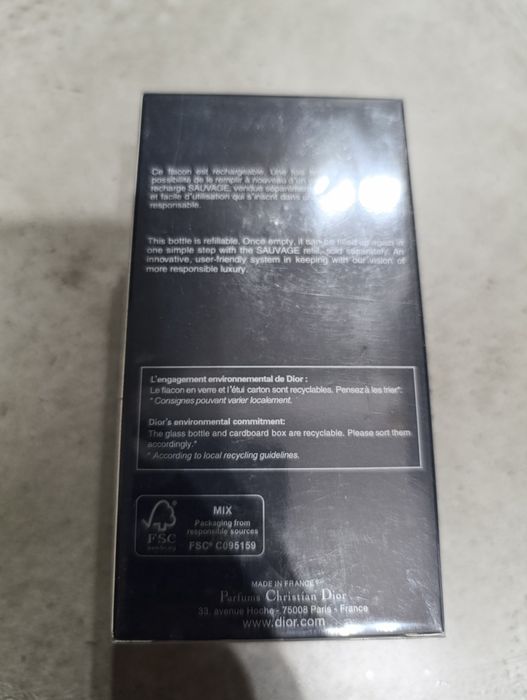 Ce flacon est rechargeable. Une fois
possibilité de le remplir à nouveau d'un
recharge SAUVAGE, vendue séparément
et facile d'utilisation qui s'inscrit dans
responsable.
This bottle is refillable. Once empty, it can be filled up again in
one simple step with the SAUVAGE refill, sold separately. An
innovative, user-friendly system in keeping with our vision of
more responsible luxury.
L'engagement environnemental de Dior :
Le flacon en verre et l'étui carton sont recyclables. Pensez à les trier*.
* Consignes pouvant varier localement.
Dior's environmental commitment:
The glass bottle and cardboard box are recyclable. Please sort them
accordingly.*
* According to local recycling guidelines.
MIX
Packaging from
responsible sources
FSC
FSC® C095159
MADE IN FRANCE
Parfums Christian Dior
33, avenue Hoche - 75008 Paris - France
www.dior.com